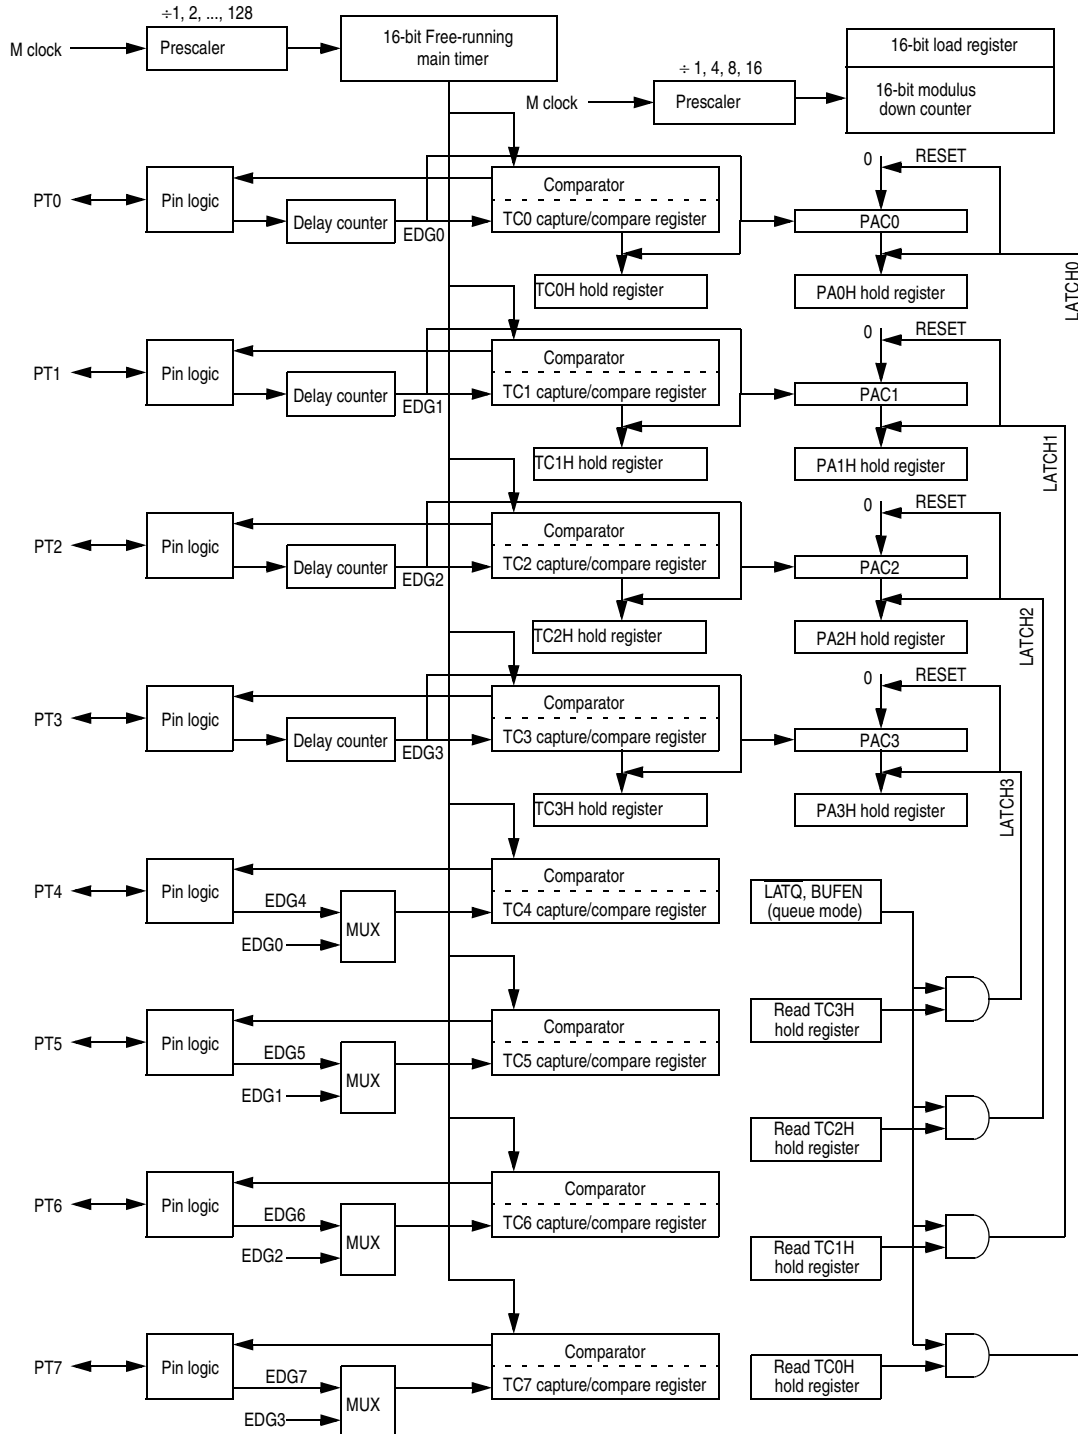 ÷1, 2, ..., 128
M clock
Prescaler
16-bit Free-running
main timer
÷ 1, 4, 8, 16
M clock
Prescaler
16-bit load register
16-bit modulus
down counter
PT0
Pin logic
Delay counter
EDG0
Comparator
TC0 capture/compare register
TC0H hold register
0
RESET
PAC0
PA0H hold register
LATCH0
PT1
Pin logic
Delay counter
EDG1
Comparator
TC1 capture/compare register
TC1H hold register
0
RESET
PAC1
PA1H hold register
LATCH1
PT2
Pin logic
Delay counter
EDG2
Comparator
TC2 capture/compare register
TC2H hold register
0
RESET
PAC2
PA2H hold register
LATCH2
PT3
Pin logic
Delay counter
EDG3
Comparator
TC3 capture/compare register
TC3H hold register
0
RESET
PAC3
PA3H hold register
LATCH3
PT4
Pin logic
EDG4
EDG0
MUX
Comparator
TC4 capture/compare register
LATQ, BUFEN
(queue mode)
PT5
Pin logic
EDG5
EDG1
MUX
Comparator
TC5 capture/compare register
Read TC3H
hold register
Read TC2H
hold register
PT6
Pin logic
EDG6
EDG2
MUX
Comparator
TC6 capture/compare register
Read TC1H
hold register
PT7
Pin logic
EDG7
EDG3
MUX
Comparator
TC7 capture/compare register
Read TC0H
hold register